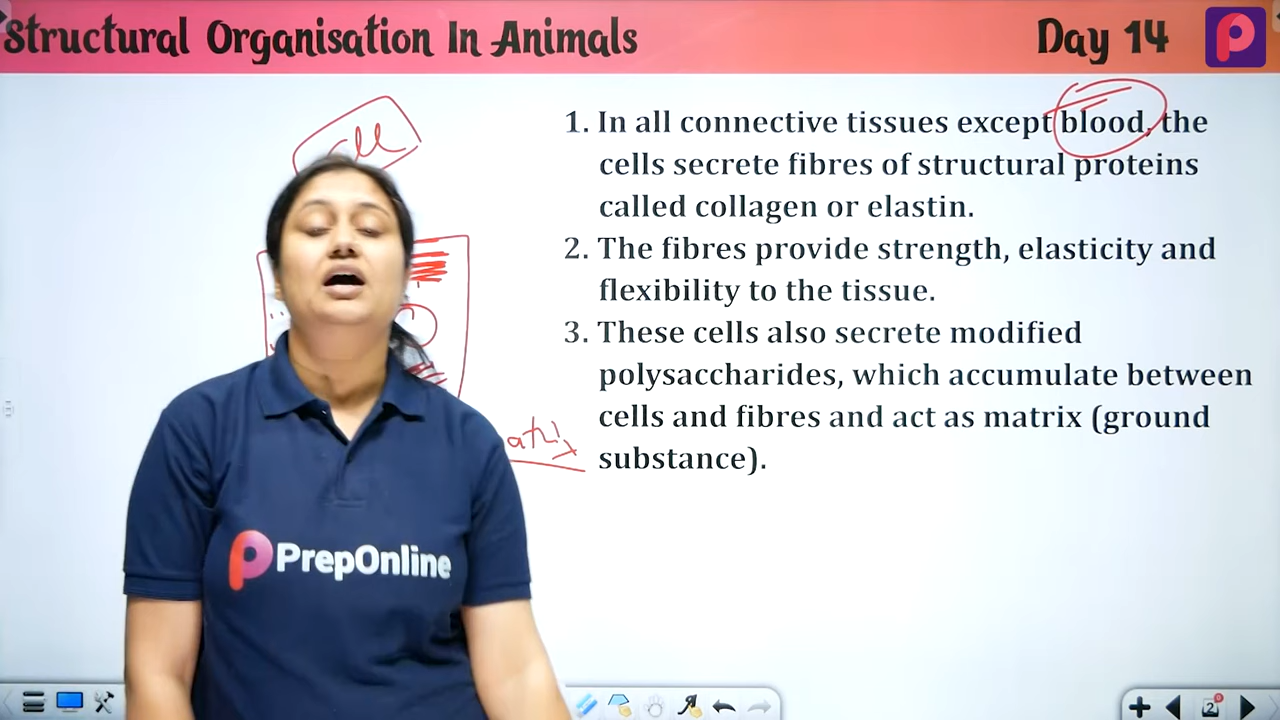 Structural Organisation In Animals
Day 14
1. In all connective tissues except blood, the
cells secrete fibres of structural proteins
called collagen or elastin.
2. The fibres provide strength, elasticity and
flexibility to the tissue.
3. These cells also secrete modified
polysaccharides, which accumulate between
cells and fibres and act as matrix (ground
substance).
PrepOnline
2